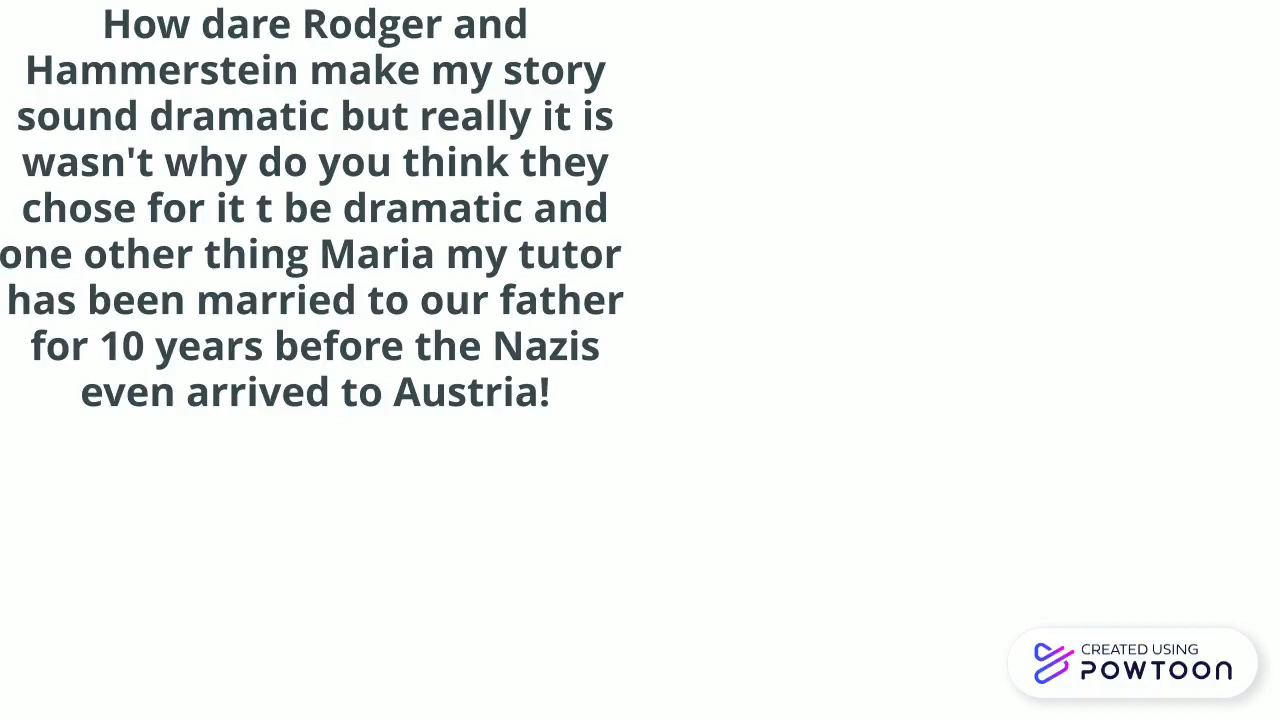 How dare Rodger and
Hammerstein make my story
sound dramatic but really it is
wasn't why do you think they
chose for it t be dramatic and
one other thing Maria my tutor
has been married to our father
for 10 years before the Nazis
even arrived to Austria!
CREATED USING
POWTOON